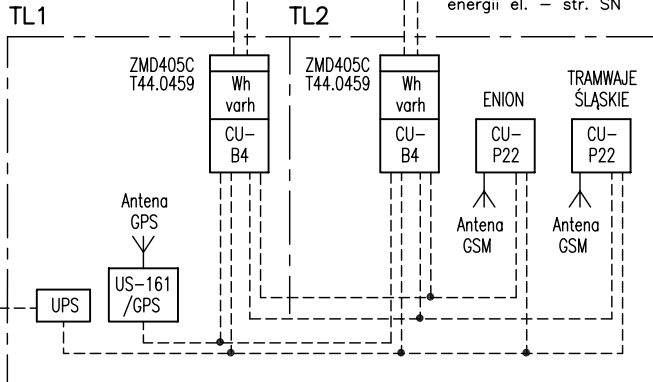 energii el. – str. SN
TL1
TL2
ZMD405C
T44.0459
Wh
varh
CU-
B4
ZMD405C
T44.0459
Wh
varh
CU-
B4
ENION
CU-
P22
TRAMWAJE
ŚLĄSKIE
CU-
P22
Antena
GPS
Antena
GSM
Antena
GSM
US-161
/GPS
UPS